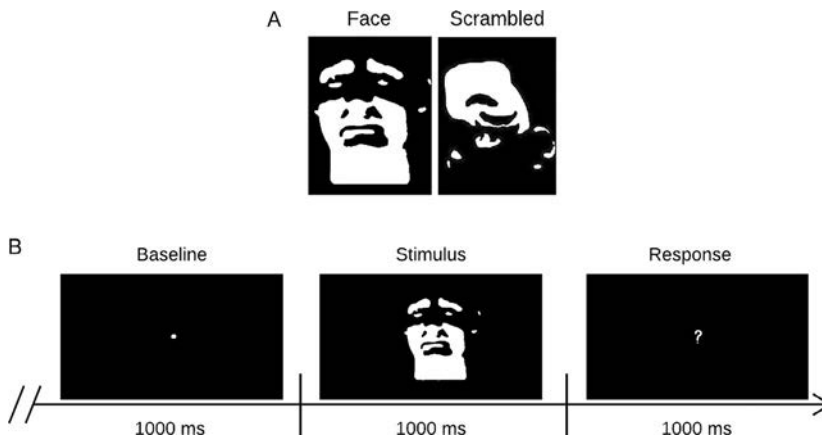 A
Face Scrambled
B
Baseline Stimulus Response
?
1000 ms 1000 ms 1000 ms